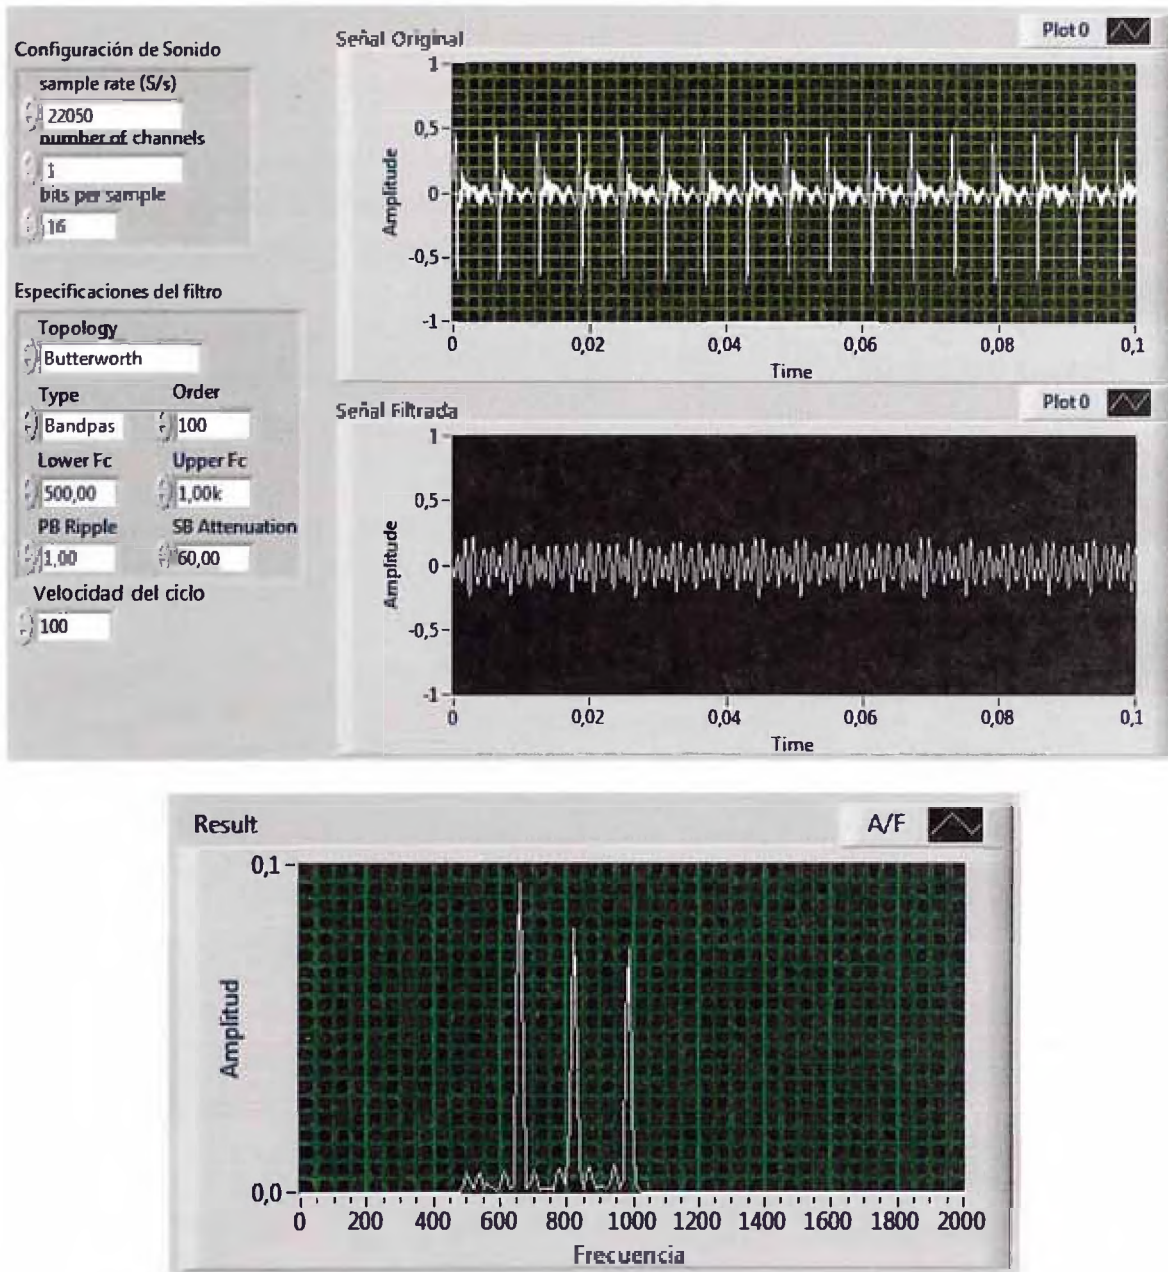 Configuración de Sonido
sample rate (S/s)
22050
number of channels
1
bits per sample
16
Especificaciones del filtro
Topology
Butterworth
Type
Order
Bandpas
100
Lower Fc
Upper Fc
500,00
1,00k
PB Ripple
SB Attenuation
1,00
60,00
Velocidad del ciclo
100
Señal Original
Plot 0
1
0,5
0
-0,5
-1
Amplitude
0
0,02
0,04
0,06
0,08
0,1
Time
Señal Filtrada
Plot 0
1
0,5
0
-0,5
-1
Amplitude
0
0,02
0,04
0,06
0,08
0,1
Time
Result
A/F
0,1
0,0
Amplitud
0
200
400
600
800
1000
1200
1400
1600
1800
2000
Frecuencia